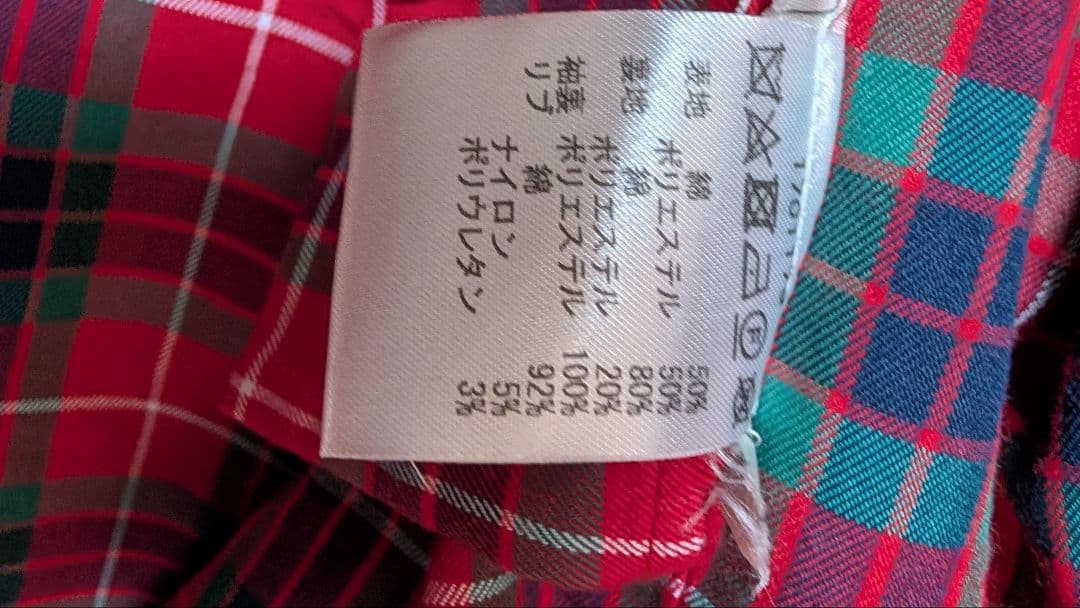 表地 綿 50%
ポリエステル 50%
裏地 綿 80%
ポリエステル 20%
袖裏 ポリエステル 100%
リブ 綿 92%
ナイロン 5%
ポリウレタン 3%